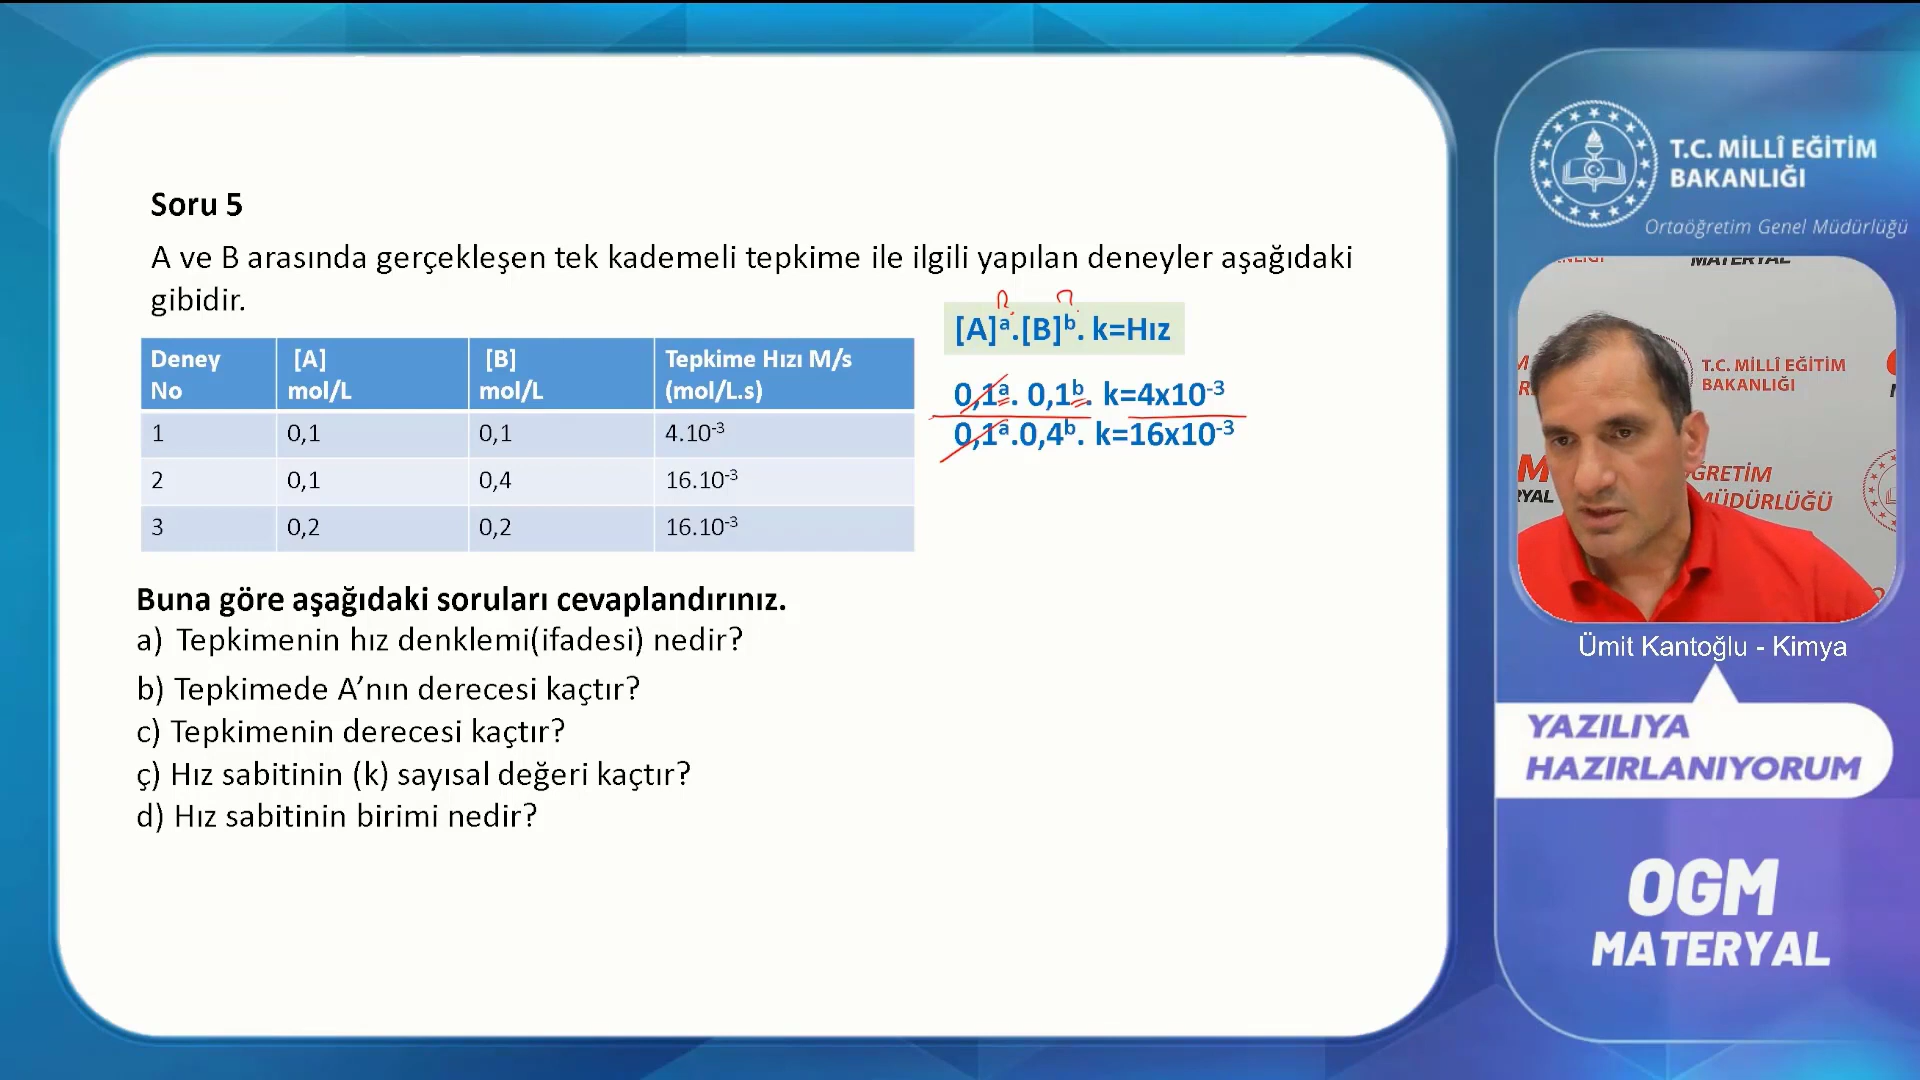 Soru 5
A ve B arasında gerçekleşen tek kademeli tepkime ile ilgili yapılan deneyler aşağıdaki
gibidir.
[A]ᵃ.[B]ᵇ. k=Hız
0,1ᵃ. 0,1ᵇ. k=4x10⁻³
0,1ᵃ.0,4ᵇ. k=16x10⁻³
Deney No [A] mol/L [B] mol/L Tepkime Hızı M/s (mol/L.s)
1 0,1 0,1 4.10⁻³
2 0,1 0,4 16.10⁻³
3 0,2 0,2 16.10⁻³
Buna göre aşağıdaki soruları cevaplandırınız.
a) Tepkimenin hız denklemi(ifadesi) nedir?
b) Tepkimede A’nın derecesi kaçtır?
c) Tepkimenin derecesi kaçtır?
ç) Hız sabitinin (k) sayısal değeri kaçtır?
d) Hız sabitinin birimi nedir?
T.C. MİLLÎ EĞİTİM
BAKANLIĞI
Ortaöğretim Genel Müdürlüğü
MATERYAL
T.C. MİLLÎ EĞİTİM
BAKANLIĞI
Ümit Kantoğlu - Kimya
YAZILIYA
HAZIRLANIYORUM
OGM
MATERYAL